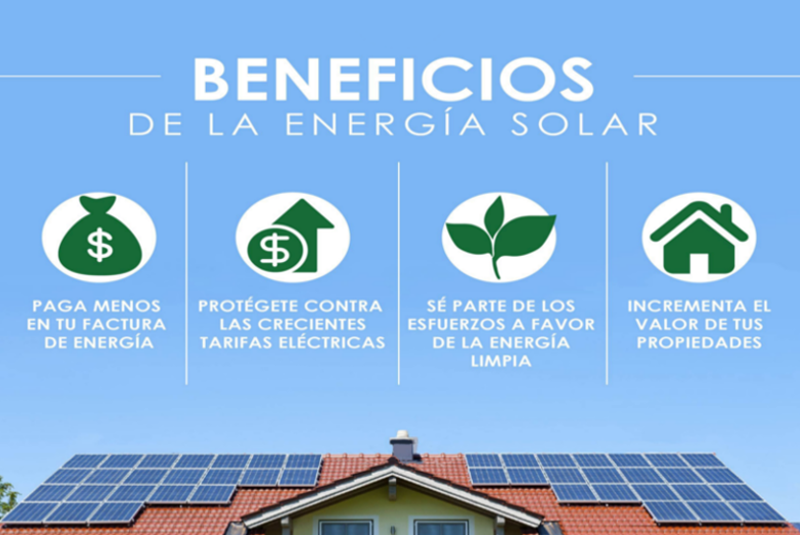 BENEFICIOS
DE LA ENERGÍA SOLAR
$
PAGA MENOS
EN TU FACTURA
DE ENERGÍA
$
PROTÉGETE CONTRA
LAS CRECIENTES
TARIFAS ELÉCTRICAS
SÉ PARTE DE LOS
ESFUERZOS A FAVOR
DE LA ENERGÍA
LIMPIA
INCREMENTA EL
VALOR DE TUS
PROPIEDADES